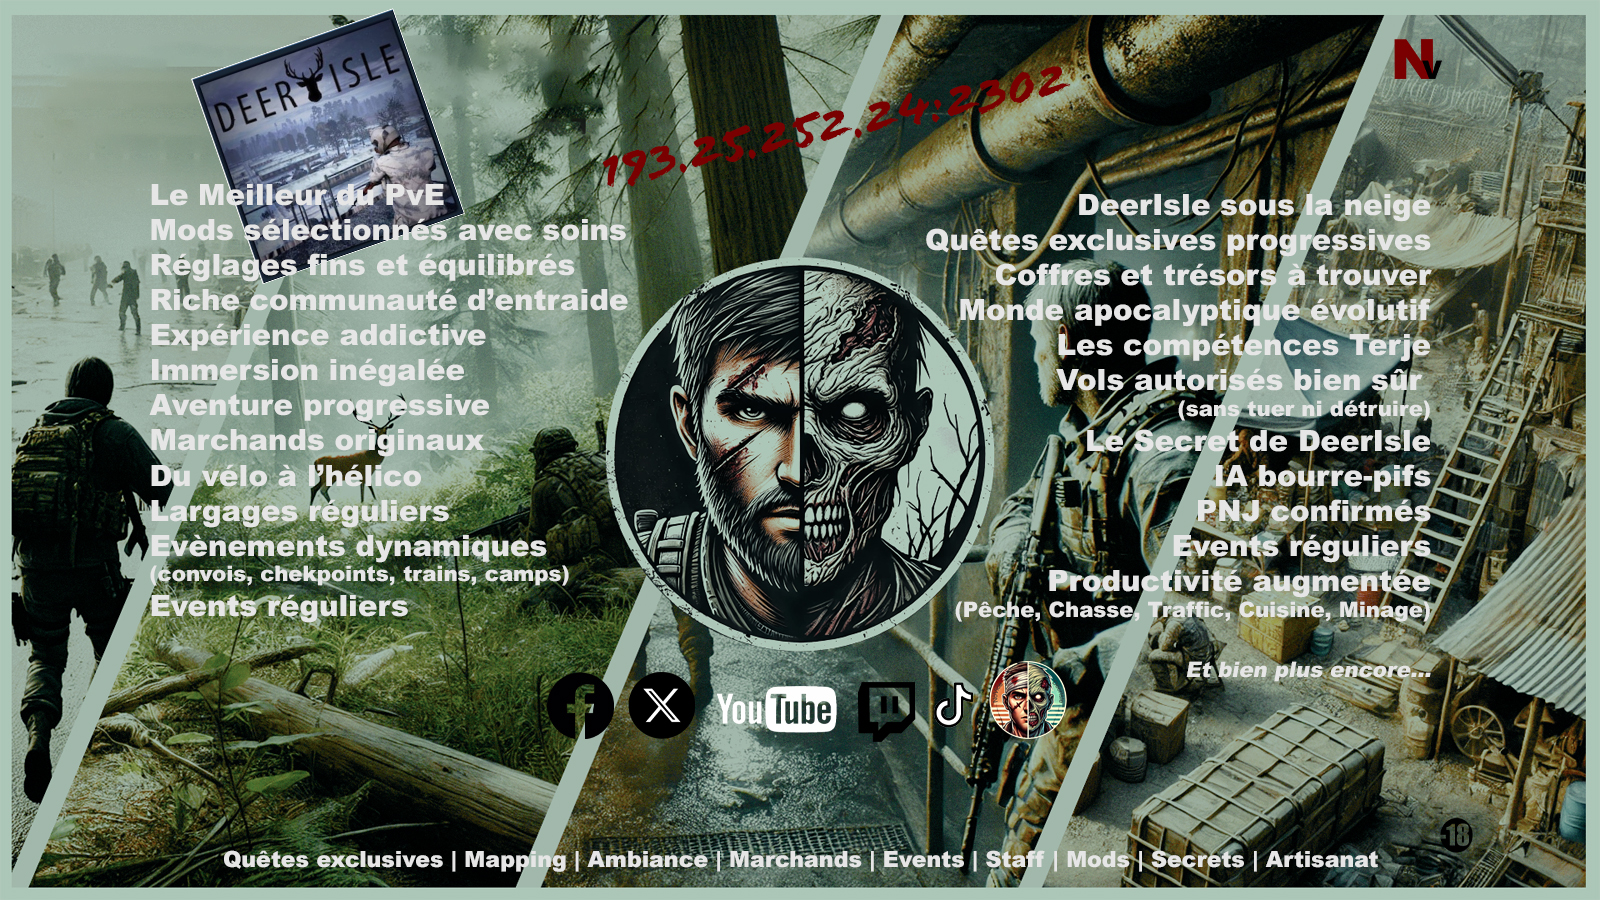 DEER ISLE
193.25.252.24:2302
Nv
Le Meilleur du PvE
Mods sélectionnés avec soins
Réglages fins et équilibrés
Riche communauté d'entraide
Expérience addictive
Immersion inégalée
Aventure progressive
Marchands originaux
Du vélo à l'hélico
Largages réguliers
Evènements dynamiques
(convois, chekpoints, trains, camps)
Events réguliers
DeerIsle sous la neige
Quêtes exclusives progressives
Coffres et trésors à trouver
Monde apocalyptique évolutif
Les compétences Terje
Vols autorisés bien sûr
(sans tuer ni détruire)
Le Secret de DeerIsle
IA bourre-pifs
PNJ confirmés
Events réguliers
Productivité augmentée
(Pêche, Chasse, Traffic, Cuisine, Minage)
Et bien plus encore...
YouTube
-18
Quêtes exclusives | Mapping | Ambiance | Marchands | Events | Staff | Mods | Secrets | Artisanat